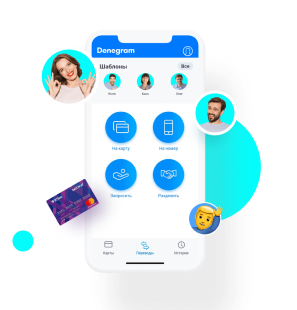 Denegram
Шаблоны Все
На карту На номер
Запросить Разделить
Карты Переводы История